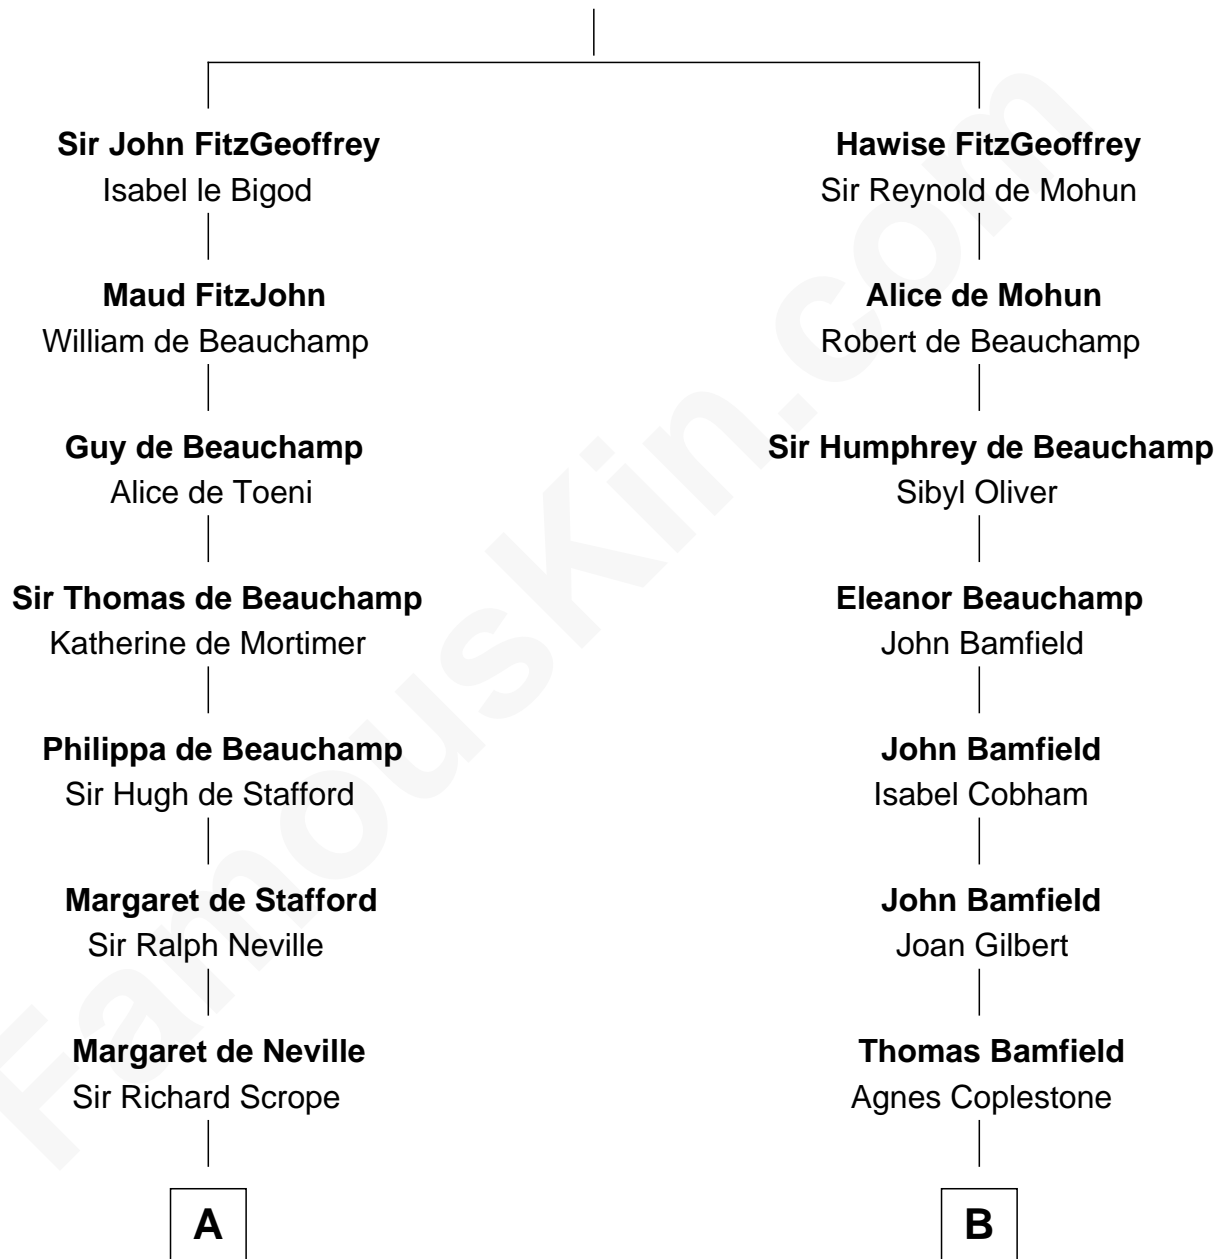 Sir John FitzGeoffrey
Isabel le Bigod
Maud FitzJohn
William de Beauchamp
Guy de Beauchamp
Alice de Toeni
Sir Thomas de Beauchamp
Katherine de Mortimer
Philippa de Beauchamp
Sir Hugh de Stafford
Margaret de Stafford
Sir Ralph Neville
Margaret de Neville
Sir Richard Scrope
A
Hawise FitzGeoffrey
Sir Reynold de Mohun
Alice de Mohun
Robert de Beauchamp
Sir Humphrey de Beauchamp
Sibyl Oliver
Eleanor Beauchamp
John Bamfield
John Bamfield
Isabel Cobham
John Bamfield
Joan Gilbert
Thomas Bamfield
Agnes Coplestone
B
FamousKin.com